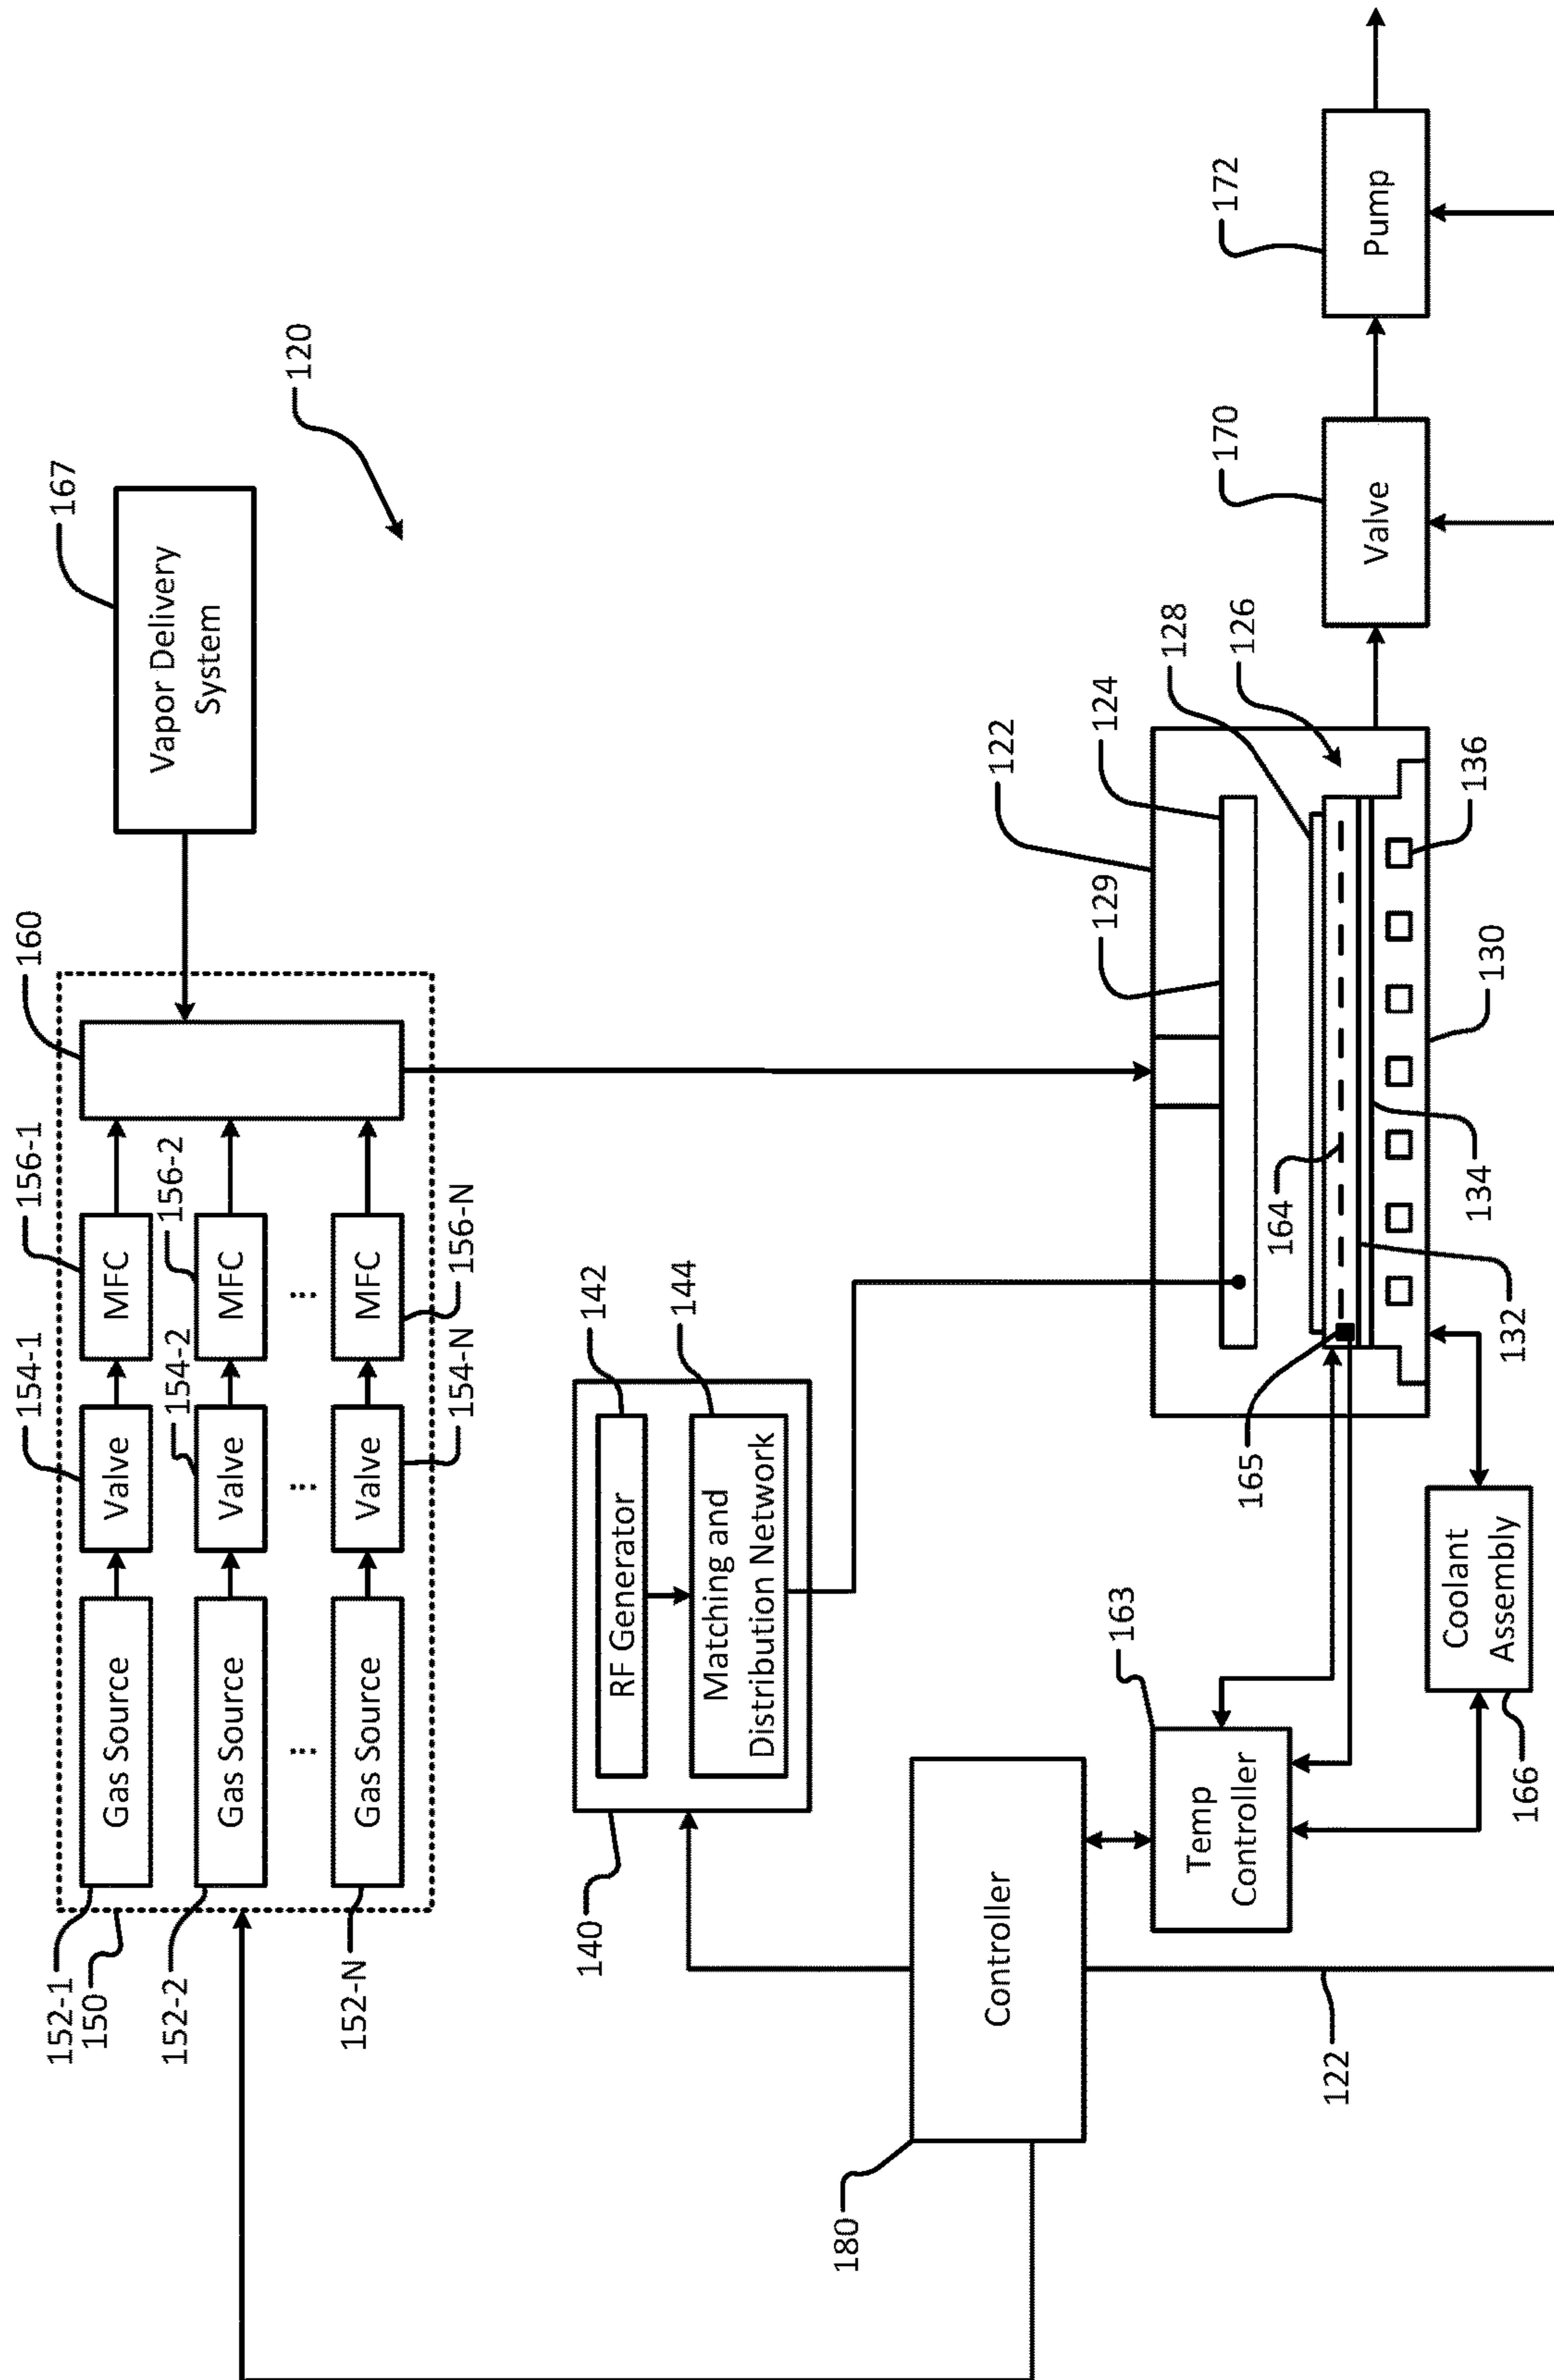 120
167
Vapor Delivery
System
160
150
152-1
Gas Source
154-1
Valve
156-1
MFC
152-2
Gas Source
154-2
Valve
156-2
MFC
...
...
...
152-N
Gas Source
154-N
Valve
156-N
MFC
140
142
RF Generator
144
Matching and
Distribution Network
180
Controller
163
Temp
Controller
166
Coolant
Assembly
122
129
124
122
128
126
164
165
132
134
130
136
170
Valve
172
Pump